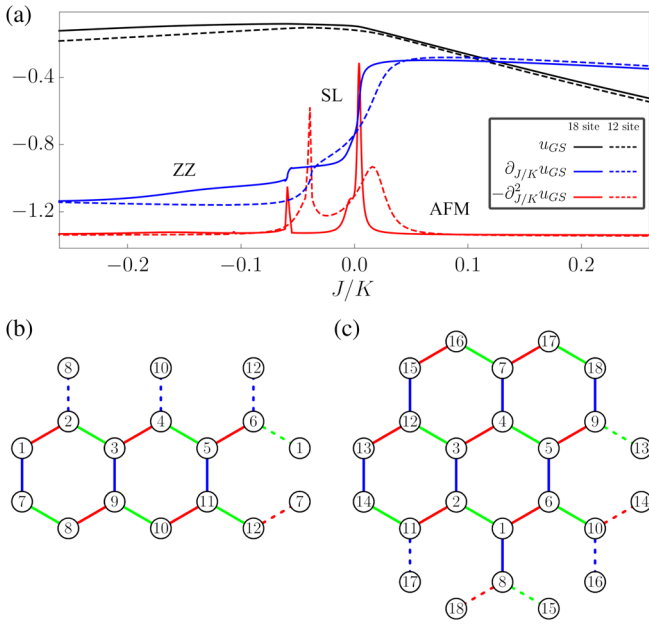 (a)
−0.4
−0.8
−1.2
SL
ZZ
AFM
18 site 12 site
u_GS
∂_{J/K}u_GS
−∂²_{J/K}u_GS
−0.2 −0.1 0.0 0.1 0.2
J/K
(b)
8 10 12
2 4 6
1 3 5 1
7 9 11 7
8 10 12
(c)
16 17
15 7 18
12 4 9
13 3 5 13
14 2 6 14
11 1 10
17 8 16
18 15